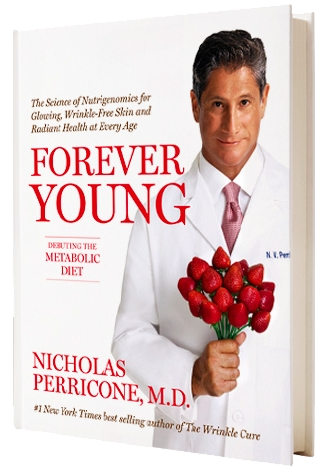 The Science of Nutrigenomics for
Glowing, Wrinkle-Free Skin and
Radiant Health at Every Age
FOREVER
YOUNG
DEBUTING THE
METABOLIC
DIET
N. V. Perri
NICHOLAS
PERRICONE, M.D.
#1 New York Times best selling author of The Wrinkle Cure